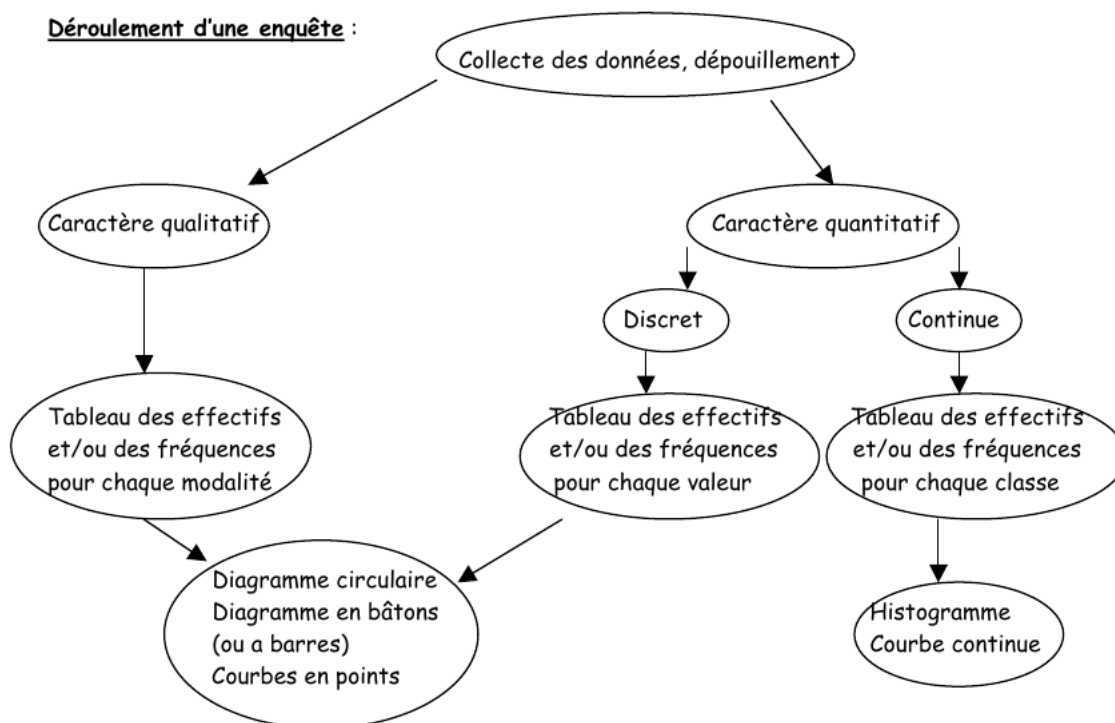 Déroulement d'une enquête :
Collecte des données, dépouillement
Caractère qualitatif
Caractère quantitatif
Discret
Continue
Tableau des effectifs
et/ou des fréquences
pour chaque modalité
Tableau des effectifs
et/ou des fréquences
pour chaque valeur
Tableau des effectifs
et/ou des fréquences
pour chaque classe
Diagramme circulaire
Diagramme en bâtons
(ou a barres)
Courbes en points
Histogramme
Courbe continue